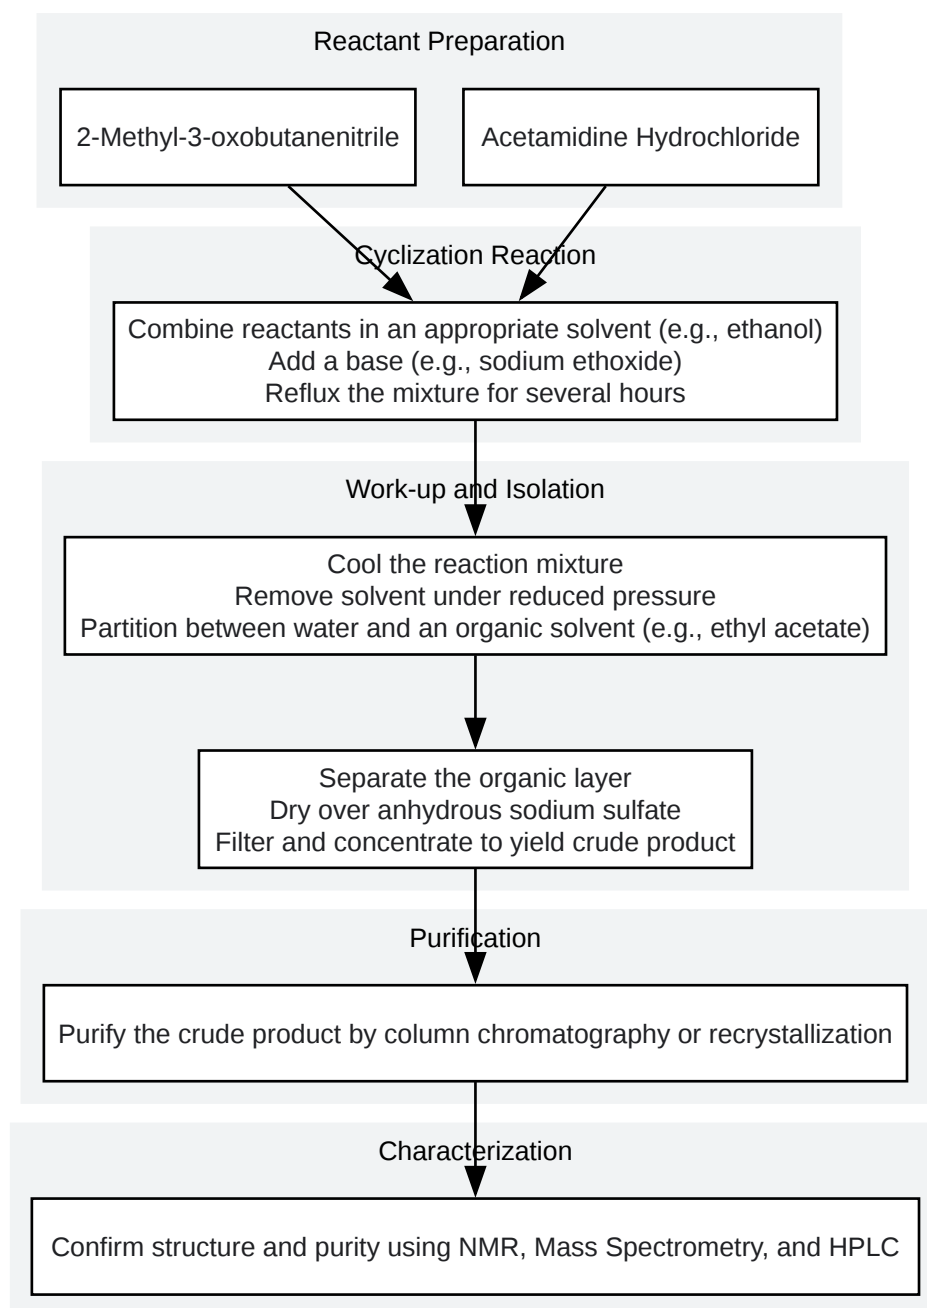 Reactant Preparation
2-Methyl-3-oxobutanenitrile
Acetamidine Hydrochloride
Cyclization Reaction
Combine reactants in an appropriate solvent (e.g., ethanol)
Add a base (e.g., sodium ethoxide)
Reflux the mixture for several hours
Work-up and Isolation
Cool the reaction mixture
Remove solvent under reduced pressure
Partition between water and an organic solvent (e.g., ethyl acetate)
Separate the organic layer
Dry over anhydrous sodium sulfate
Filter and concentrate to yield crude product
Purification
Purify the crude product by column chromatography or recrystallization
Characterization
Confirm structure and purity using NMR, Mass Spectrometry, and HPLC